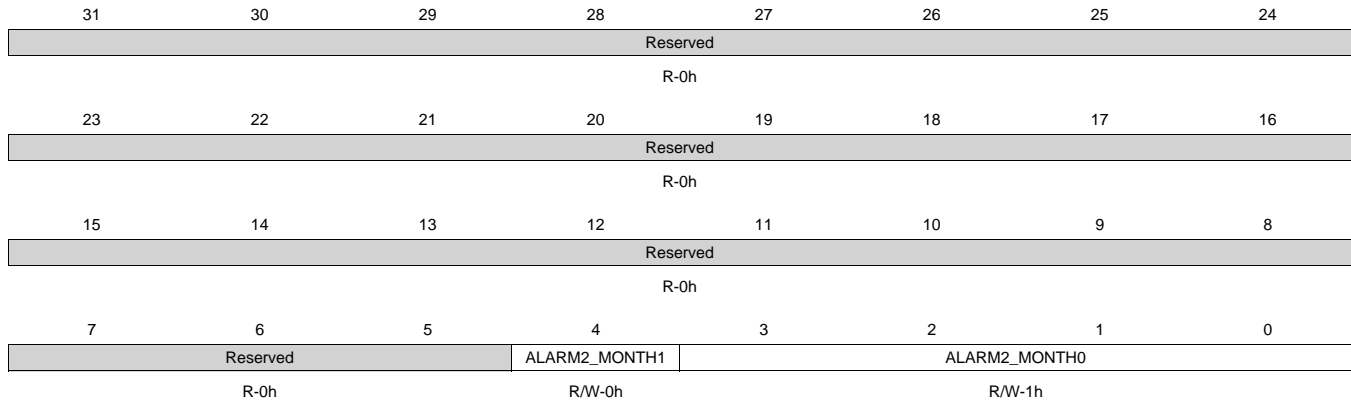 31 30 29 28 27 26 25 24
Reserved
R-0h
23 22 21 20 19 18 17 16
Reserved
R-0h
15 14 13 12 11 10 9 8
Reserved
R-0h
7 6 5 4 3 2 1 0
Reserved ALARM2_MONTH1 ALARM2_MONTH0
R-0h R/W-0h R/W-1h